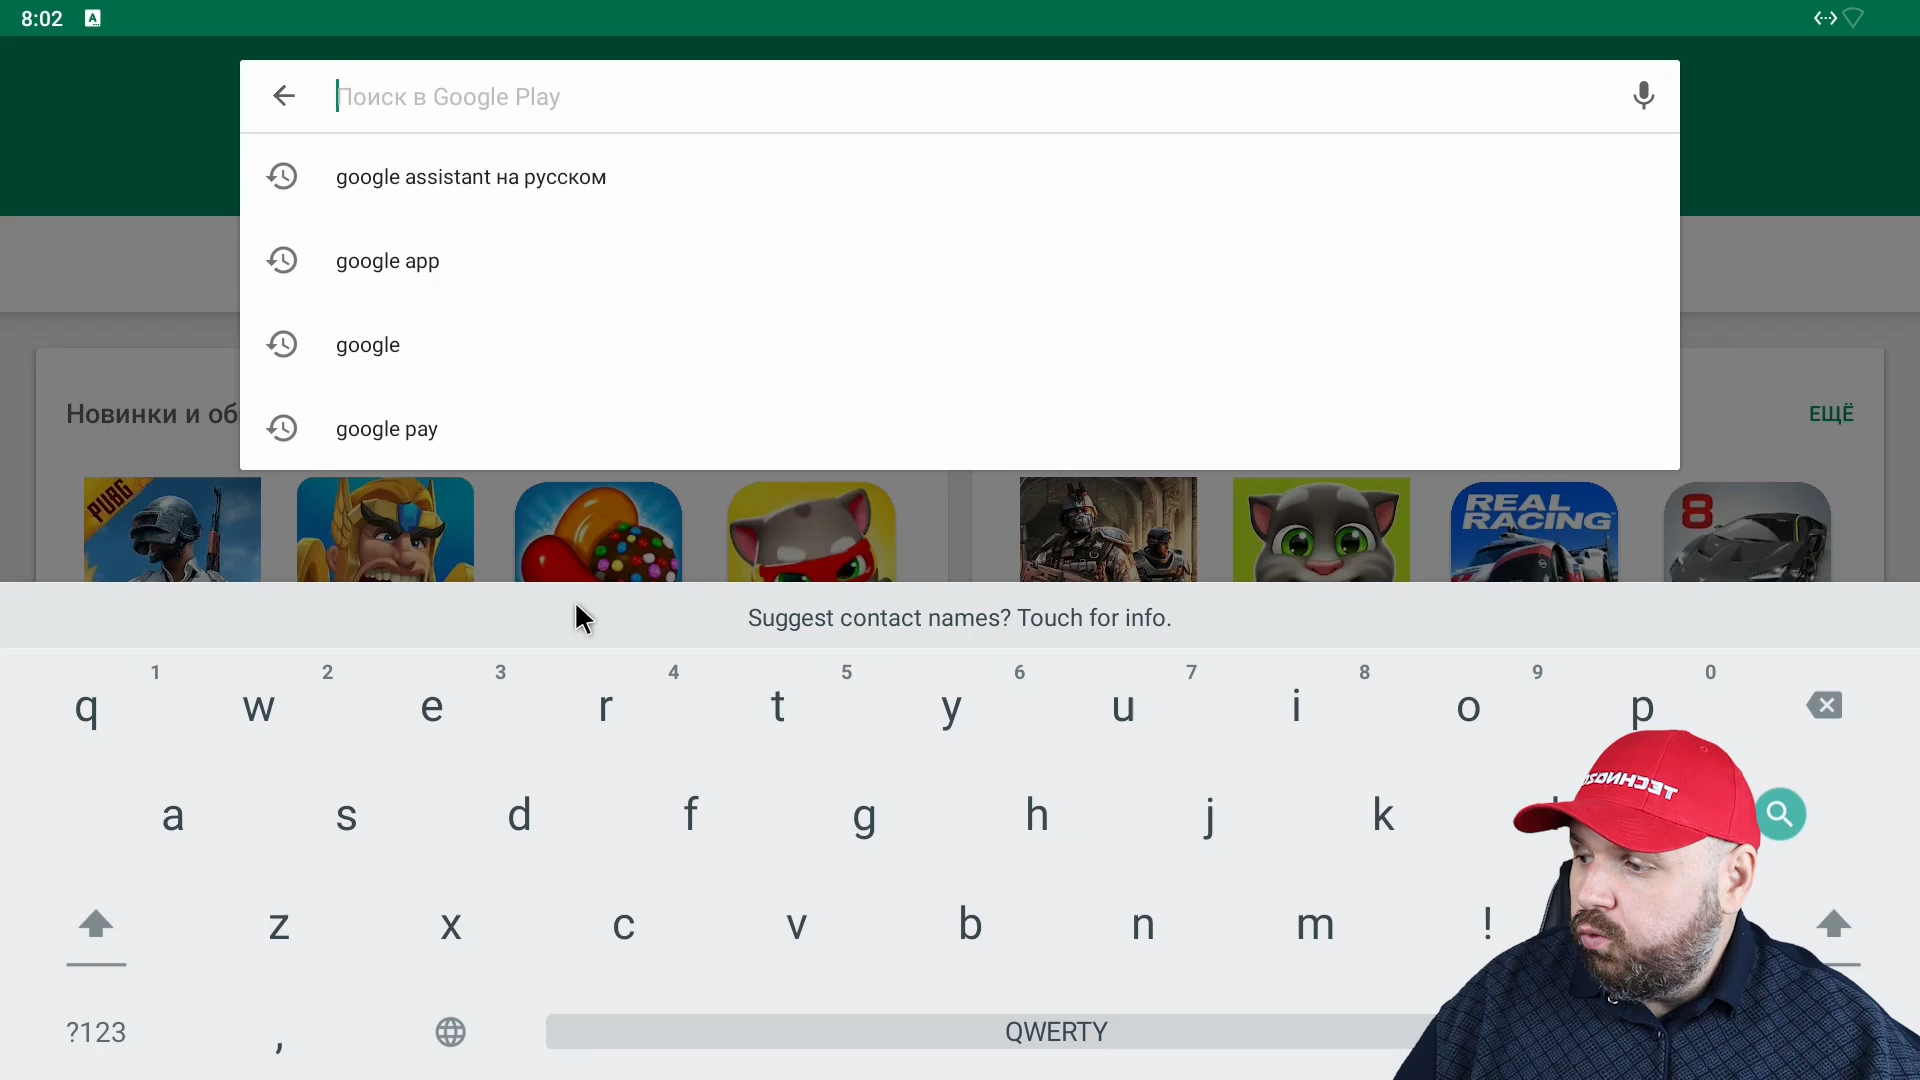 8:02
Поиск в Google Play
google assistant на русском
google app
google
google pay
Новинки и об
ЕЩЁ
PUBG
REAL
RACING
8
Suggest contact names? Touch for info.
1 2 3 4 5 6 7 8 9 0
q w e r t y u i o p
a s d f g h j k
z x c v b n m !
?123 , QWERTY